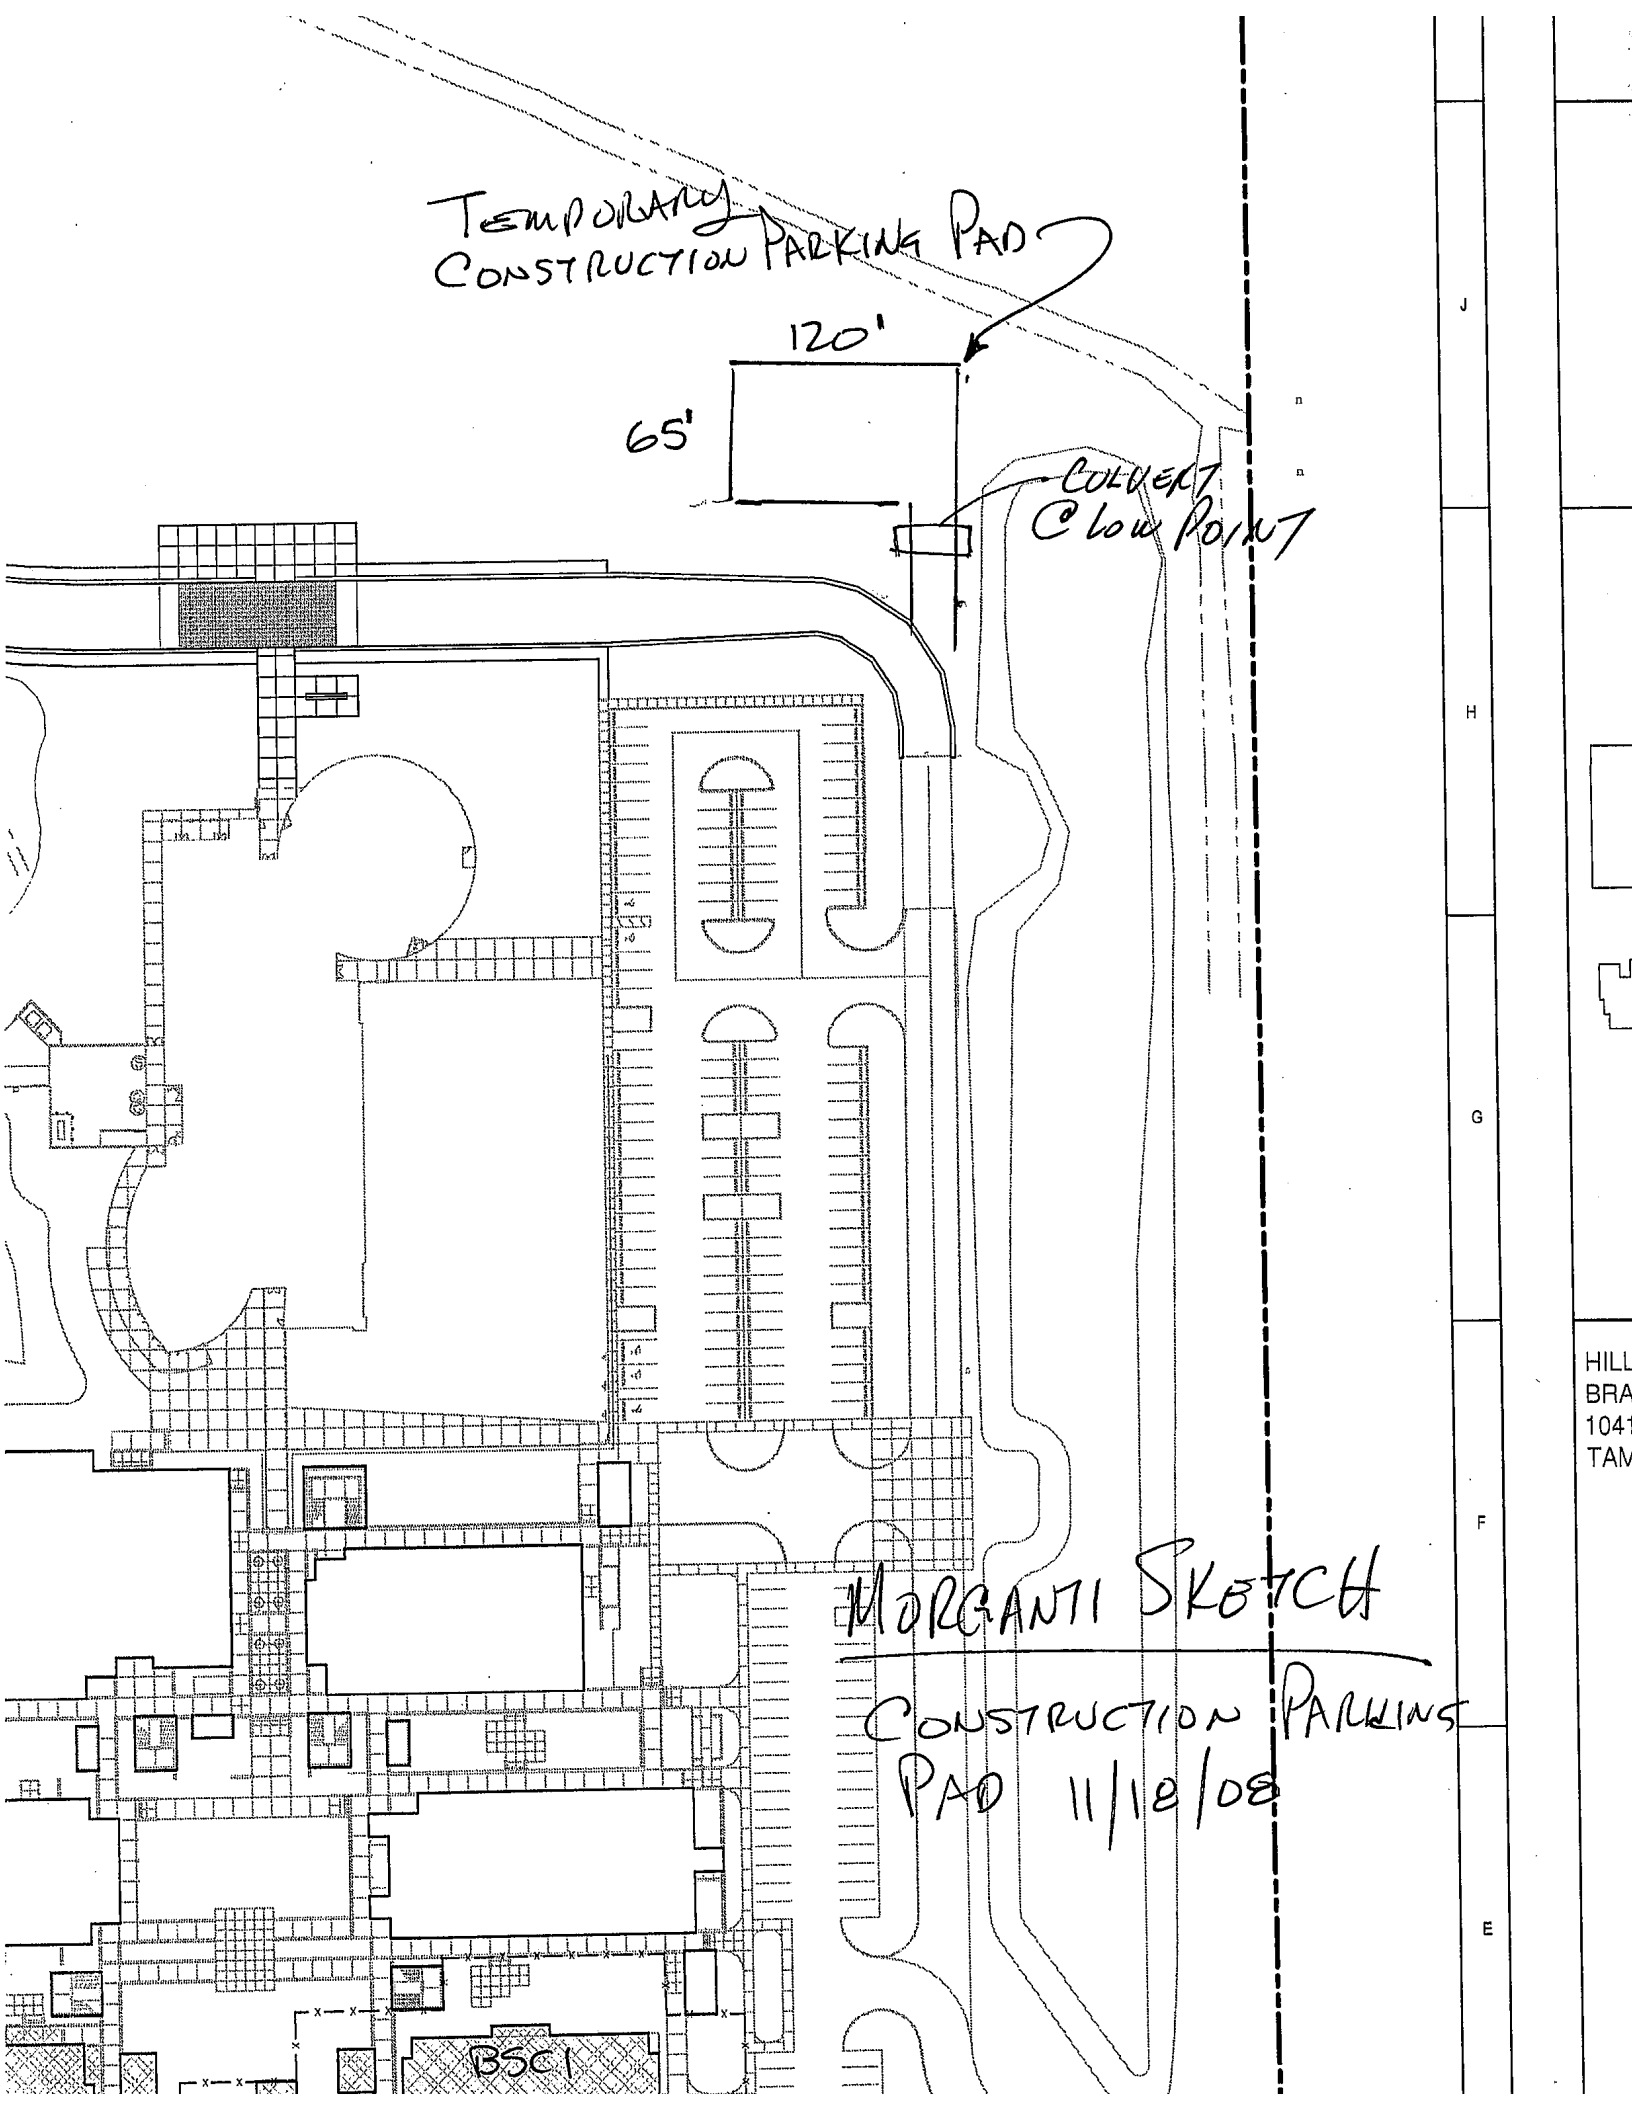 TEMPORARY
CONSTRUCTION PARKING PAD
120'
65'
CULVERT
@ LOW POINT
n
n
J
H
G
F
E
HILL
BRA
1041
TAM
MORGANTI SKETCH
CONSTRUCTION PARKING
PAD 11/18/08
BSCI